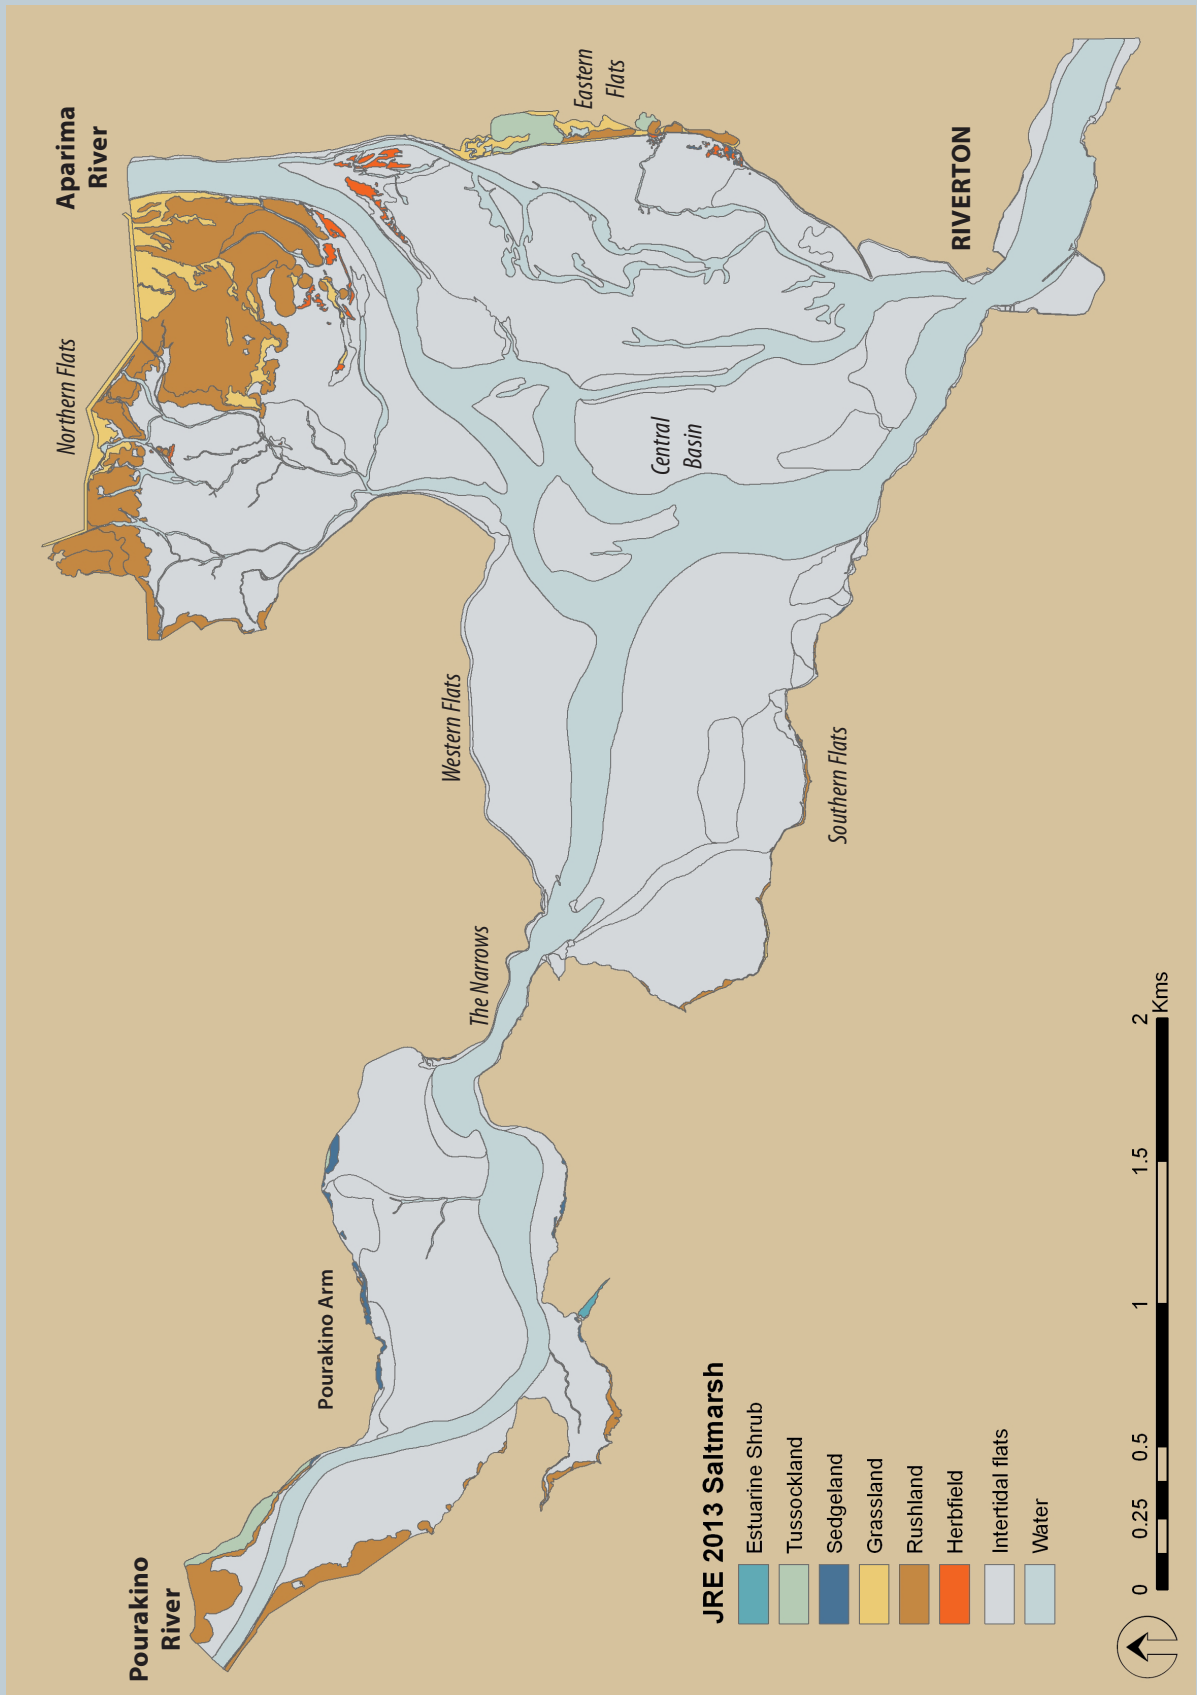 Aparima
River
Northern Flats
Eastern
Flats
RIVERTON
Central
Basin
Western Flats
Southern Flats
The Narrows
Pourakino Arm
Pourakino
River
JRE 2013 Saltmarsh
Estuarine Shrub
Tussockland
Sedgeland
Grassland
Rushland
Herbfield
Intertidal flats
Water
0 0.25 0.5 1 1.5 2
Kms